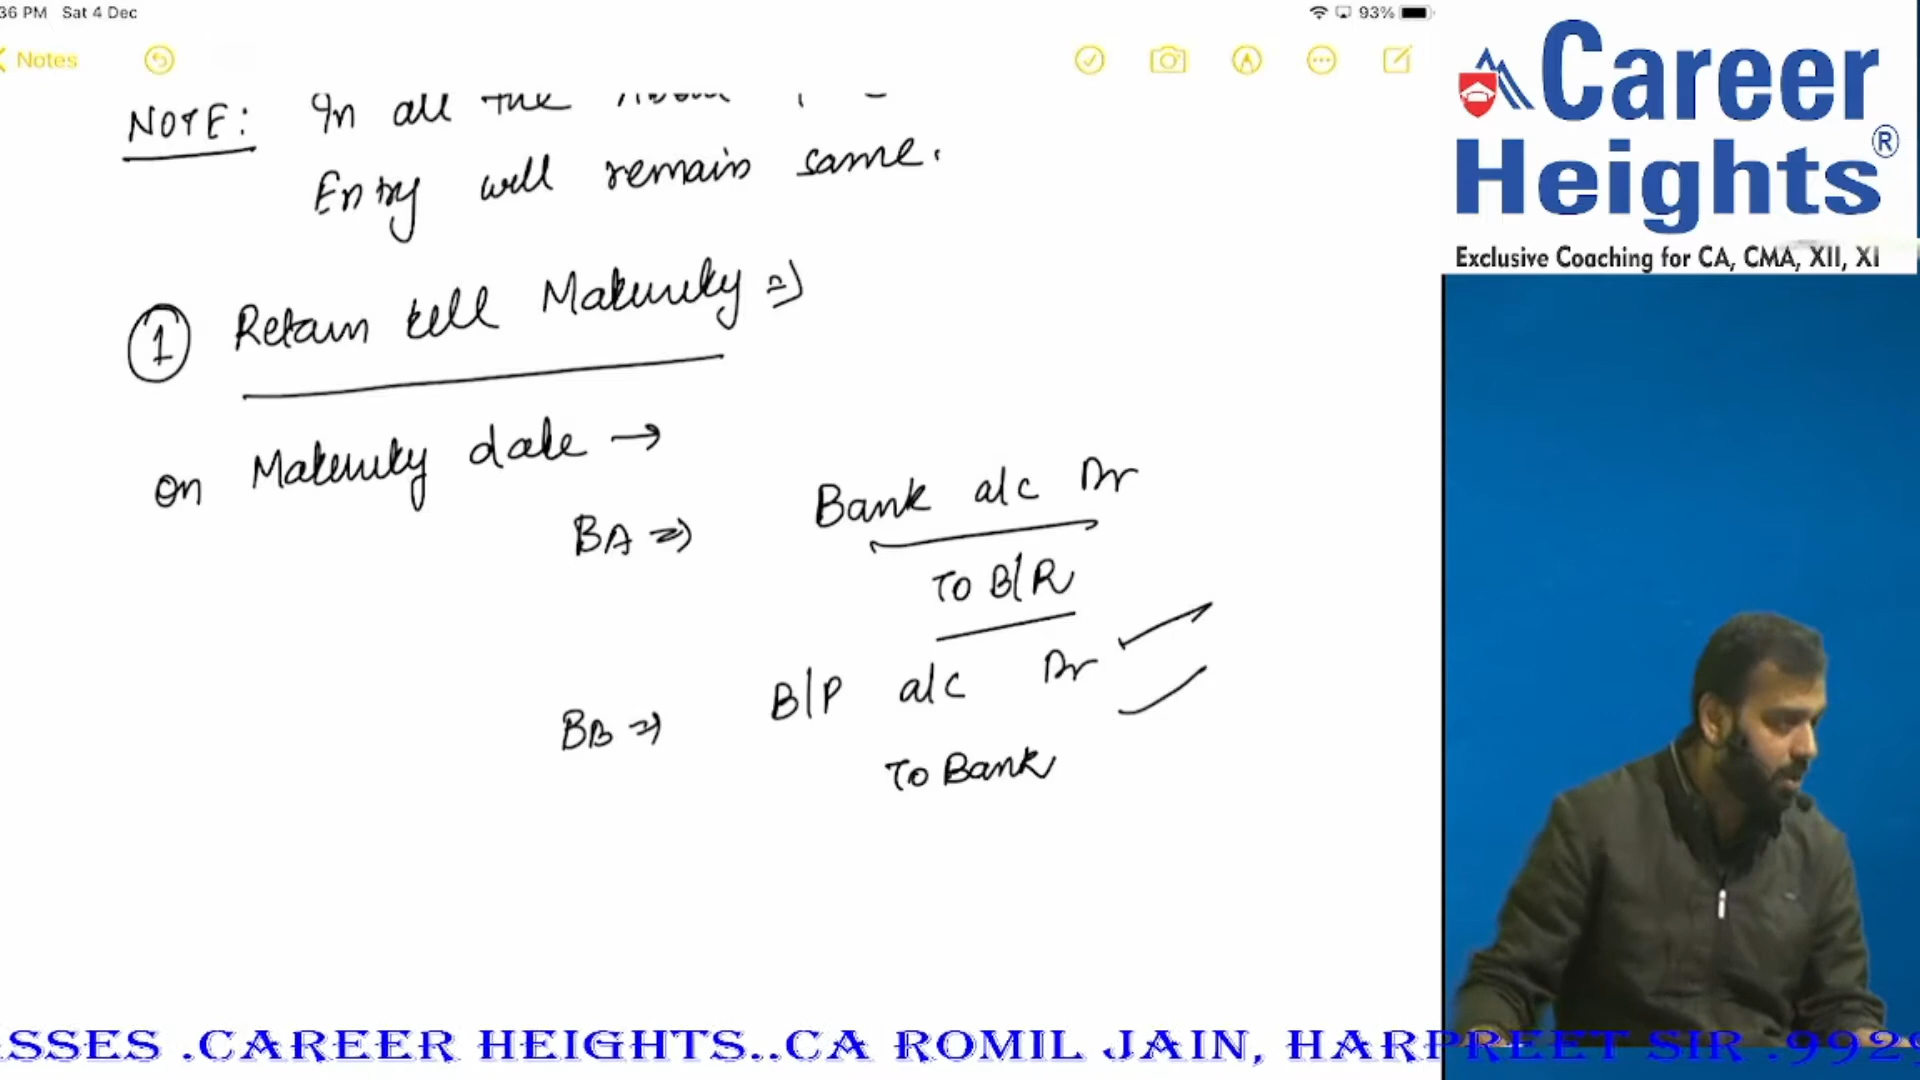 36 PM Sat 4 Dec
93%
Notes
NOTE: In all the
Entry will remain same.
1 Retain till Maturity ⇒
on Maturity date →
BA ⇒ Bank a/c Dr
To B/R
BB ⇒ B/P a/c Dr
To Bank
Career
Heights®
Exclusive Coaching for CA, CMA, XII, XI
ASSES .CAREER HEIGHTS..CA ROMIL JAIN, HARPREET SIR .9929